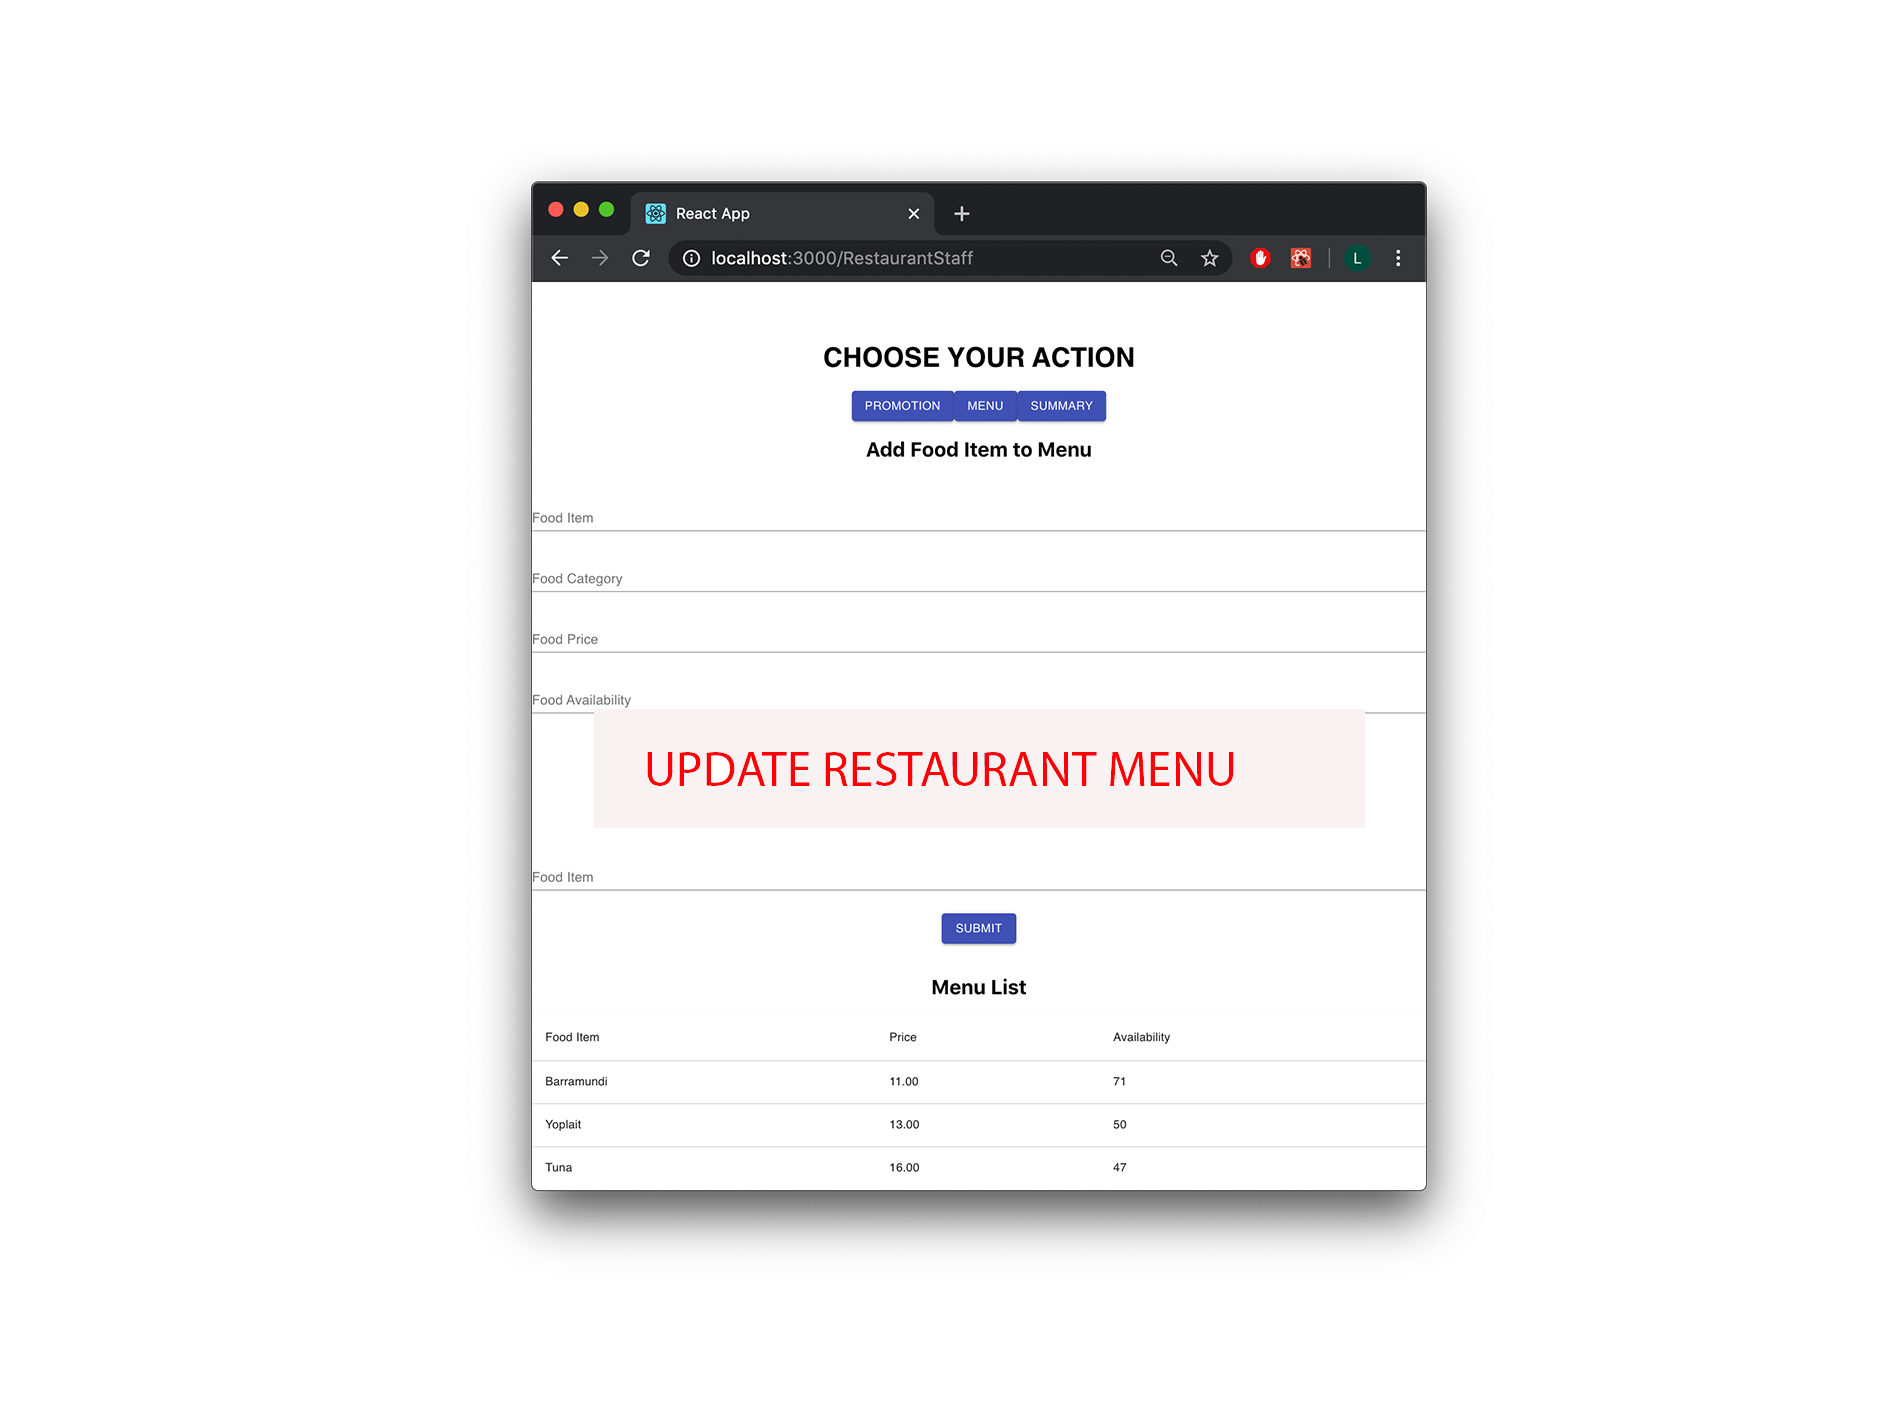 React App
localhost:3000/RestaurantStaff
L
CHOOSE YOUR ACTION
PROMOTION MENU SUMMARY
Add Food Item to Menu
Food Item
Food Category
Food Price
Food Availability
UPDATE RESTAURANT MENU
Food Item
SUBMIT
Menu List
Food Item Price Availability
Barramundi 11.00 71
Yoplait 13.00 50
Tuna 16.00 47